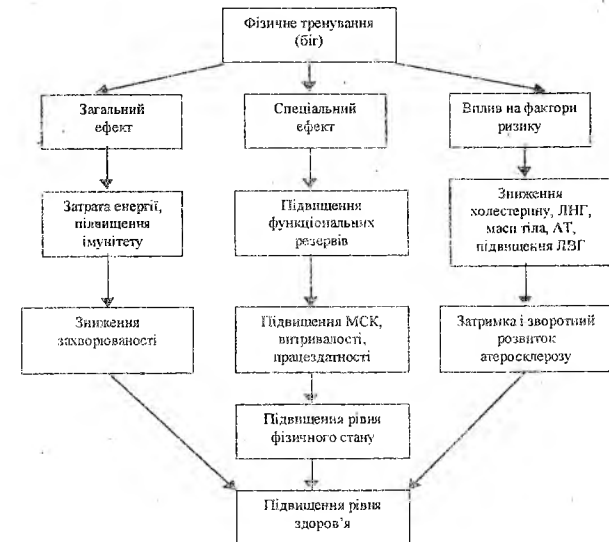 Фізичне тренування
(біг)
Загальний
ефект
Спеціальний
ефект
Вплив на фактори
ризику
Затрата енергії,
підвищення
імунітету
Підвищення
функціональних
резервів
Зниження
холестерину, ЛНГ,
маси тіла, АТ,
підвищення ЛВГ
Зниження
захворюваності
Підвищення МСК,
витривалості,
працездатності
Затримка і зворотний
розвиток
атеросклерозу
Підвищення рівня
фізичного стану
Підвищення рівня
здоров'я